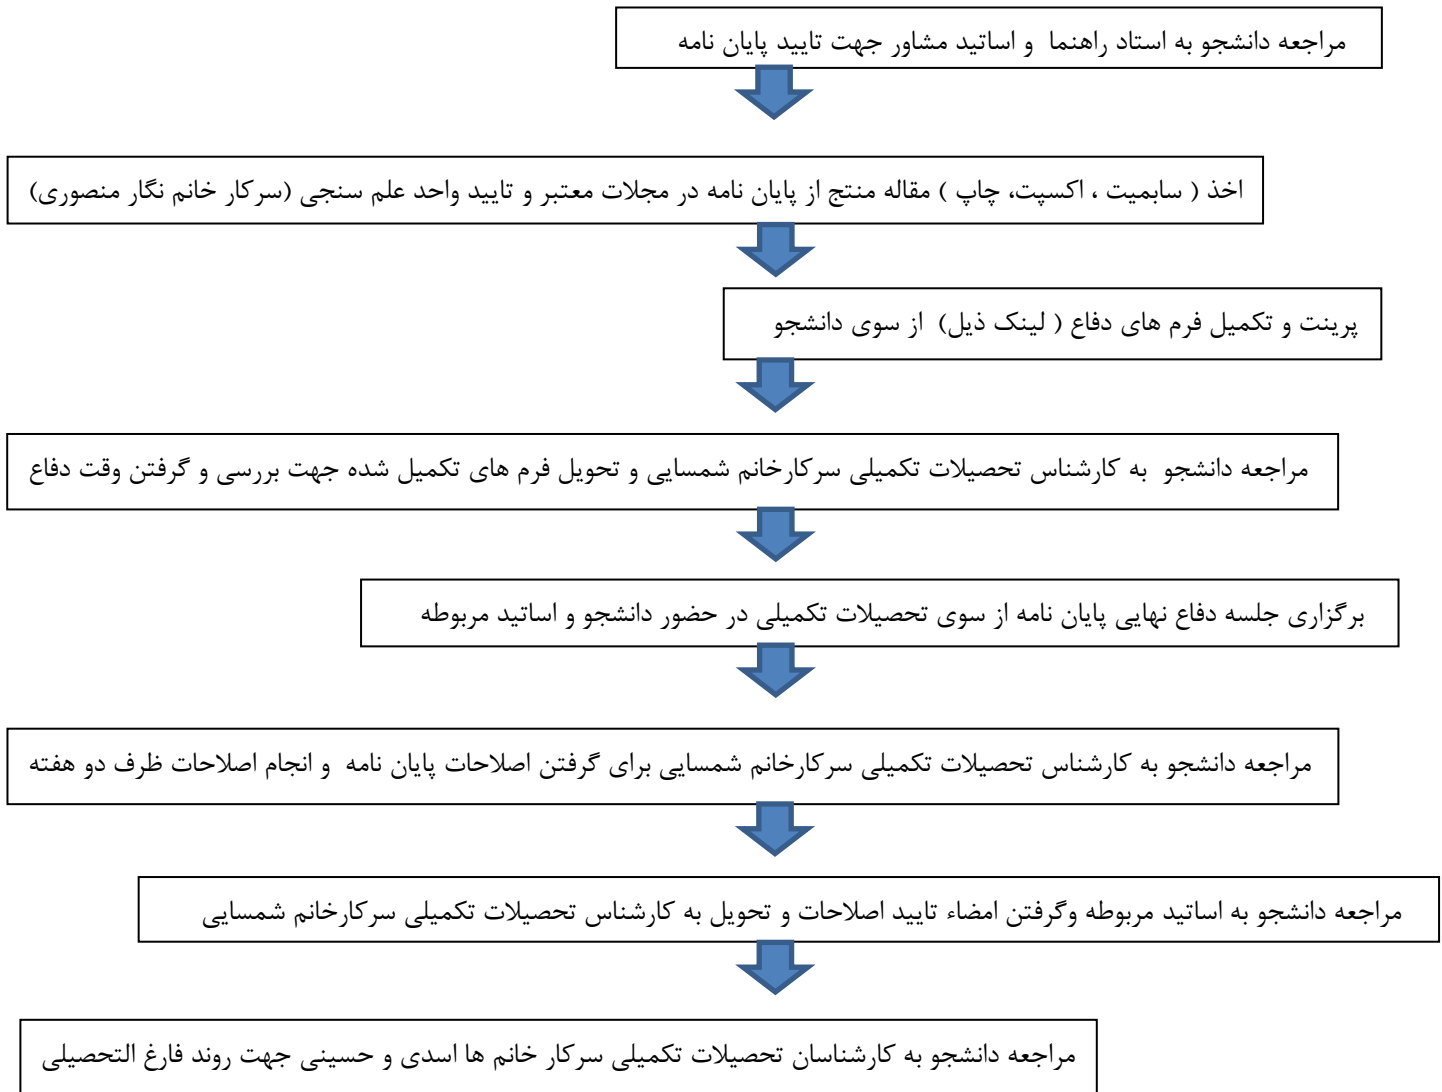 مراجعه دانشجو به استاد راهنما و اساتید مشاور جهت تایید پایان نامه
اخذ ( سابمیت ، اکسپت، چاپ ) مقاله منتج از پایان نامه در مجلات معتبر و تایید واحد علم سنجی (سرکار خانم نگار منصوری)
پرینت و تکمیل فرم های دفاع ( لینک ذیل) از سوی دانشجو
مراجعه دانشجو به کارشناس تحصیلات تکمیلی سرکارخانم شمسایی و تحویل فرم های تکمیل شده جهت بررسی و گرفتن وقت دفاع
برگزاری جلسه دفاع نهایی پایان نامه از سوی تحصیلات تکمیلی در حضور دانشجو و اساتید مربوطه
مراجعه دانشجو به کارشناس تحصیلات تکمیلی سرکارخانم شمسایی برای گرفتن اصلاحات پایان نامه و انجام اصلاحات ظرف دو هفته
مراجعه دانشجو به اساتید مربوطه وگرفتن امضاء تایید اصلاحات و تحویل به کارشناس تحصیلات تکمیلی سرکارخانم شمسایی
مراجعه دانشجو به کارشناسان تحصیلات تکمیلی سرکار خانم ها اسدی و حسینی جهت روند فارغ التحصیلی